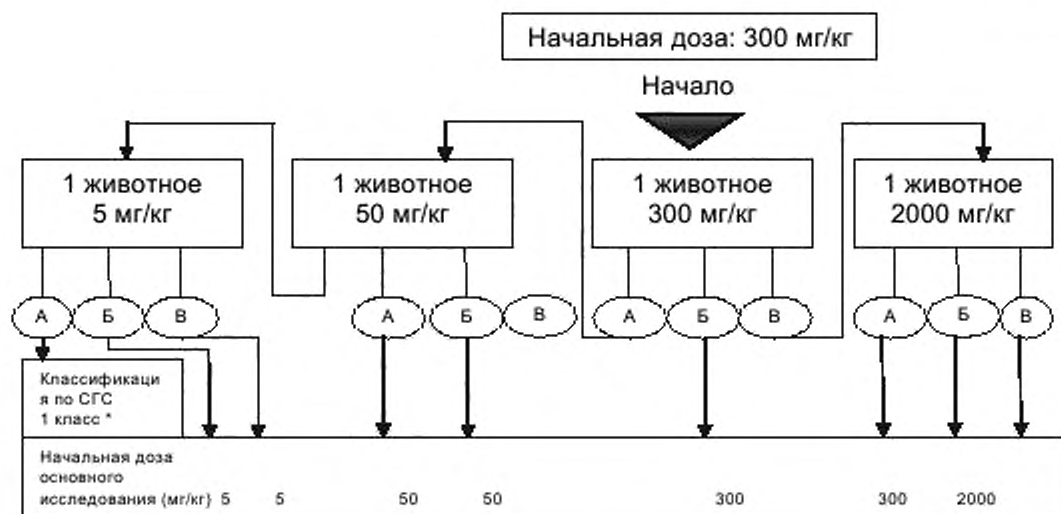 Начальная доза: 300 мг/кг
Начало
1 животное
5 мг/кг
1 животное
50 мг/кг
1 животное
300 мг/кг
1 животное
2000 мг/кг
А Б В А Б В А Б В А Б В
Классификаци
я по СГС
1 класс *
Начальная доза
основного
исследования (мг/кг) 5 5 50 50 300 300 2000